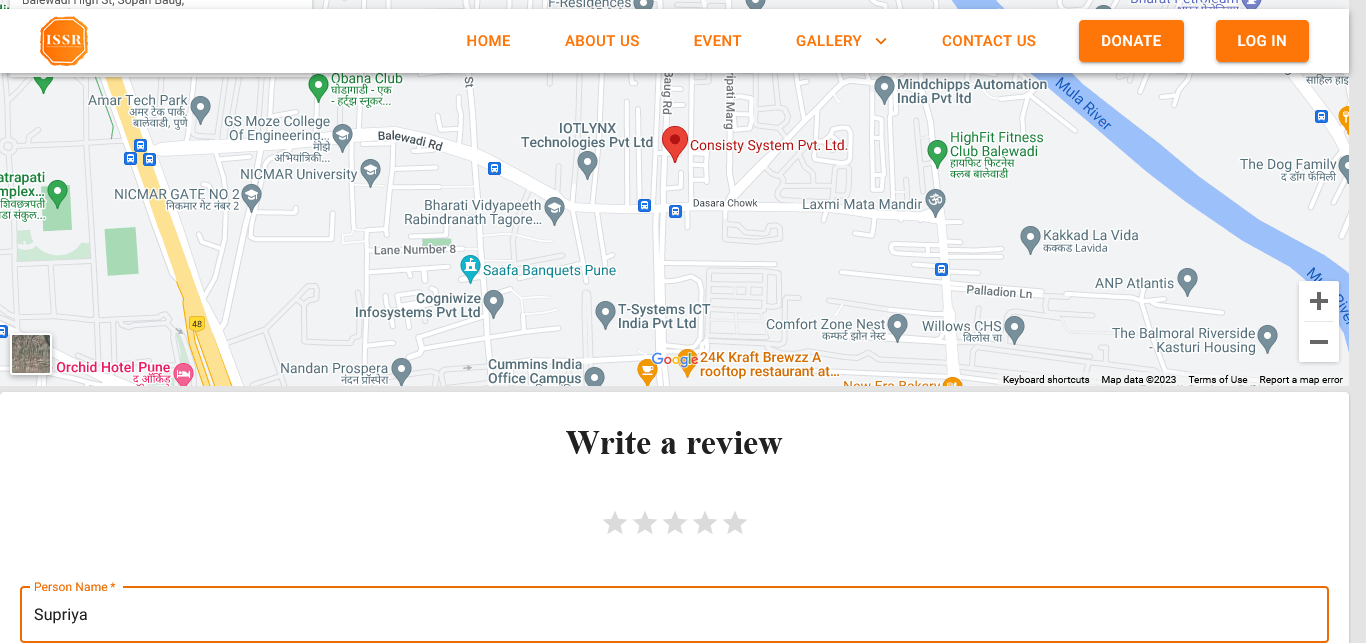 Balewadi High St, Sopan Baug,
F-Residences
Bharat Petroleum
ISSR
HOME
ABOUT US
EVENT
GALLERY
CONTACT US
DONATE
LOG IN
Obana Club
घोडागाडी - एक
- हर्ट्झ स्नूकर...
Amar Tech Park
अमर टेक पार्क,
बालेवाडी, पुणे
GS Moze College
Of Engineering...
मोझे
अभियांत्रिकी...
NICMAR University
NICMAR GATE NO 2
निकमार गेट नंबर 2
Balewadi Rd
St
Baug Rd
ripati Marg
IOTLYNX
Technologies Pvt Ltd
Consisty System Pvt. Ltd.
Mindchipps Automation
India Pvt ltd
Mula River
साहिल हाइ
HighFit Fitness
Club Balewadi
हायफिट फिटनेस
क्लब बालेवाडी
The Dog Family
द डॉग फॅमिली
atrapati
mplex...
शिवछत्रपती
डा संकुल...
Bharati Vidyapeeth
Rabindranath Tagore...
Dasara Chowk
Laxmi Mata Mandir
Kakkad La Vida
कक्कड Lavida
Lane Number 8
Saafa Banquets Pune
ANP Atlantis
Palladion Ln
Cogniwize
Infosystems Pvt Ltd
T-Systems ICT
India Pvt Ltd
48
Comfort Zone Nest
कम्फर्ट झोन नेस्ट
Willows CHS
विलोस चा
The Balmoral Riverside
- Kasturi Housing
Orchid Hotel Pune
द ऑर्किड
Nandan Prospera
नंदन प्रॉस्पेरा
Cummins India
Office Campus
Google
24K Kraft Brewzz A
rooftop restaurant at...
New Era Bakery
Keyboard shortcuts
Map data ©2023
Terms of Use
Report a map error
Write a review
Person Name *
Supriya